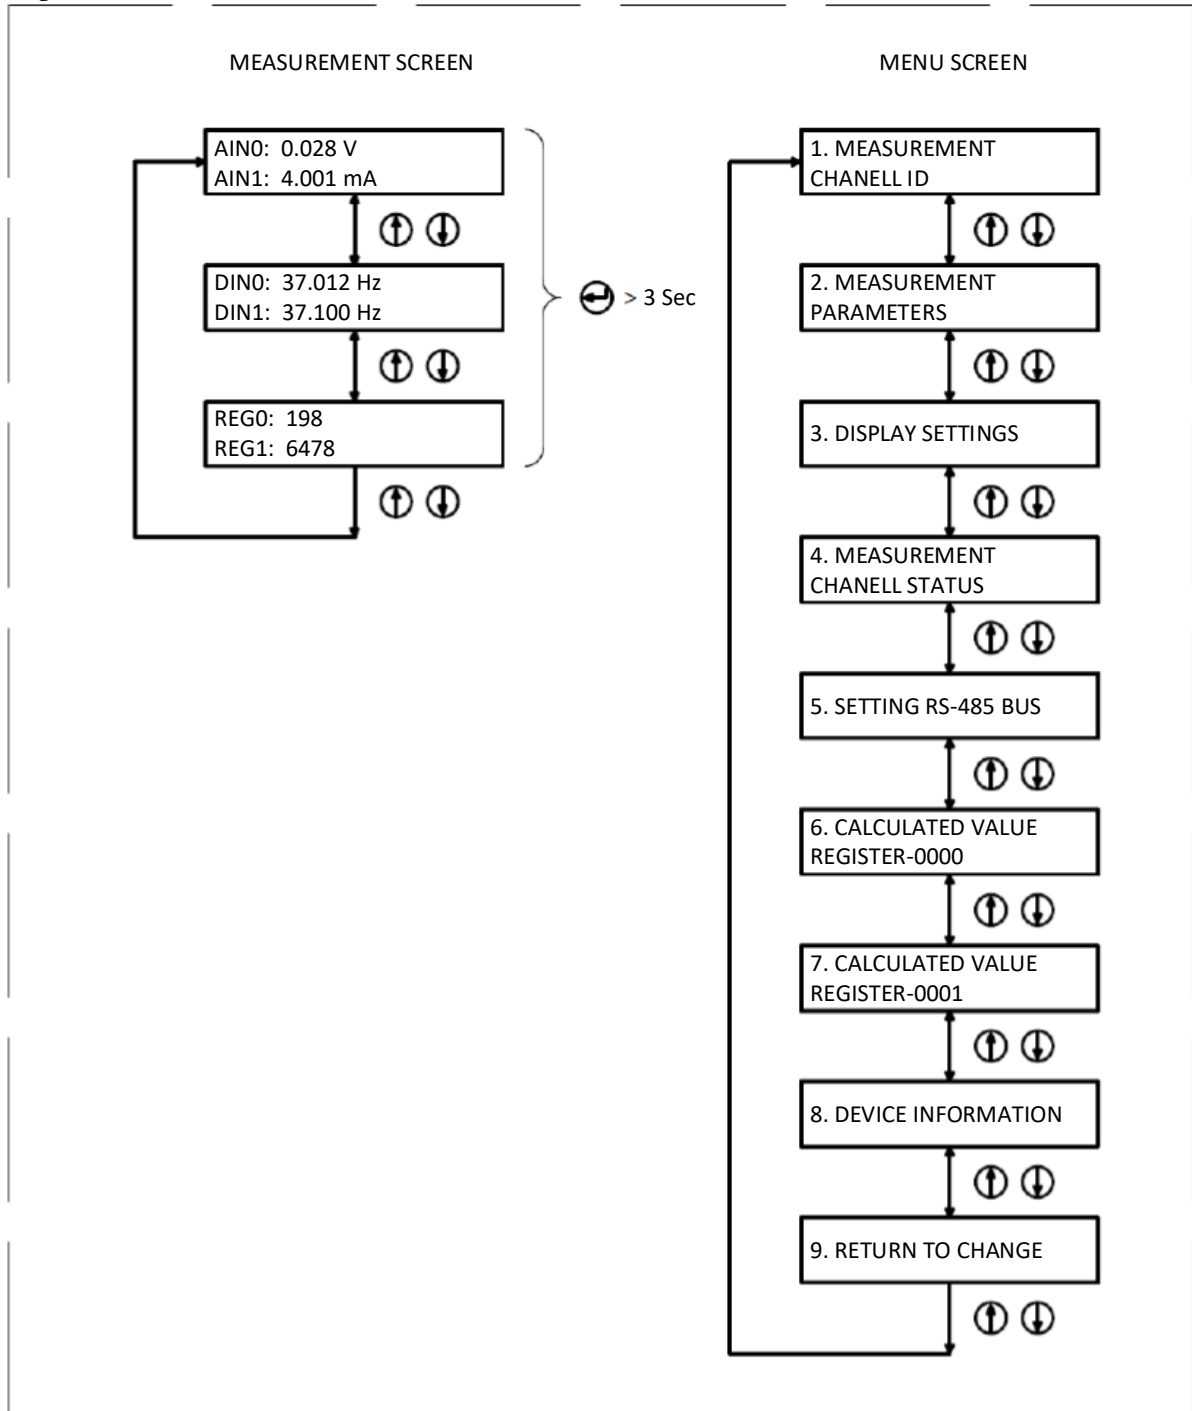 MEASUREMENT SCREEN
AIN0: 0.028 V
AIN1: 4.001 mA
DIN0: 37.012 Hz
DIN1: 37.100 Hz
REG0: 198
REG1: 6478
> 3 Sec
MENU SCREEN
1. MEASUREMENT
CHANELL ID
2. MEASUREMENT
PARAMETERS
3. DISPLAY SETTINGS
4. MEASUREMENT
CHANELL STATUS
5. SETTING RS-485 BUS
6. CALCULATED VALUE
REGISTER-0000
7. CALCULATED VALUE
REGISTER-0001
8. DEVICE INFORMATION
9. RETURN TO CHANGE